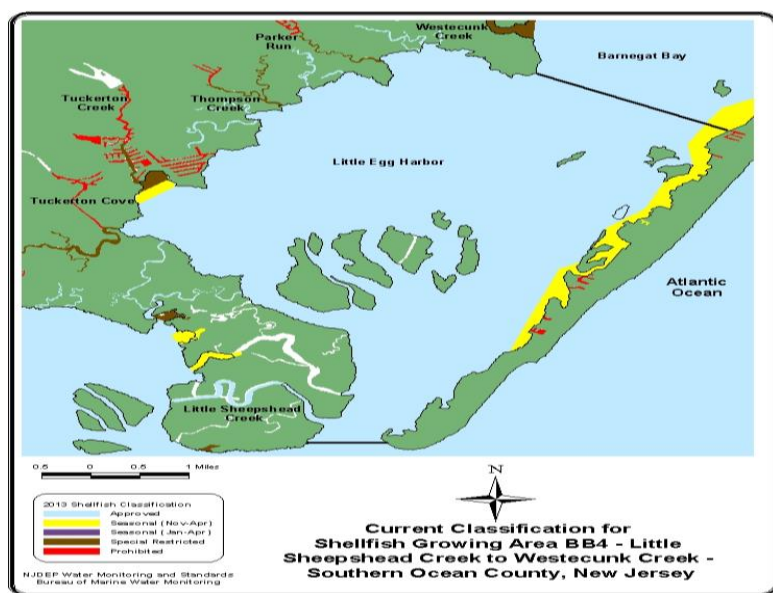 Westecunk
Creek
Parker
Run
Barnegat Bay
Tuckerton
Creek
Thompson
Creek
Little Egg Harbor
Tuckerton Cove
Atlantic
Ocean
Little Sheepshead
Creek
0.5 0 0.5 1 Miles
N
2013 Shellfish Classification
Approved
Seasonal (Nov-Apr)
Seasonal (Jan-Apr)
Special Restricted
Prohibited
NJDEP Water Monitoring and Standards
Bureau of Marine Water Monitoring
Current Classification for
Shellfish Growing Area BB4 - Little
Sheepshead Creek to Westecunk Creek -
Southern Ocean County, New Jersey